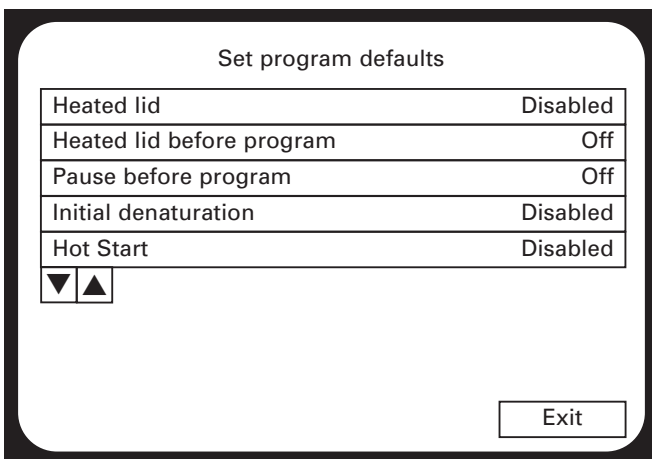 Set program defaults
Heated lid Disabled
Heated lid before program Off
Pause before program Off
Initial denaturation Disabled
Hot Start Disabled
Exit